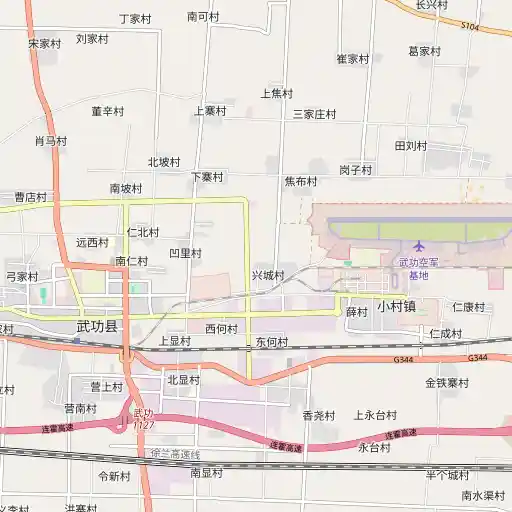 长兴村
丁家村
南可村
S104
宋家村
刘家村
葛家村
崔家村
上焦村
董辛村
上寨村
三家庄村
肖马村
田刘村
北坡村
岗子村
下寨村
焦布村
南坡村
曹店村
仁北村
远西村
凹里村
武功空军
基地
南仁村
弓家村
兴城村
小村镇
仁康村
薛村
武功县
西何村
仁成村
上显村
东何村
G344
G344
北显村
金铁寨村
营上村
营南村
武功
1127
香尧村
上永台村
连霍高速
连霍高速
连霍高速
永台村
徐兰高速线
令新村
南显村
半个城村
南水渠村
洪寨村
义李村